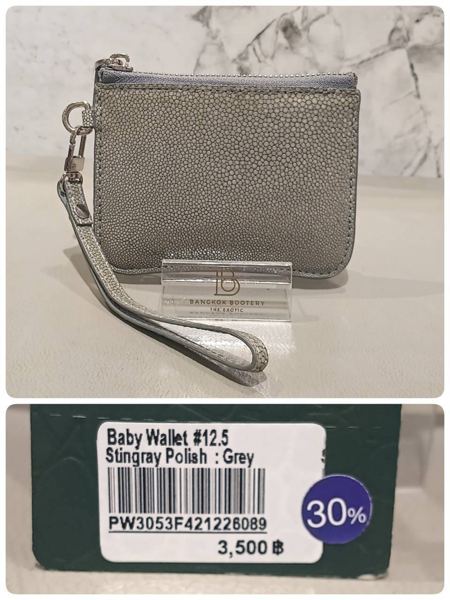 B
BANGKOK BOOTERY
THE EXOTIC
Baby Wallet #12.5
Stingray Polish : Grey
PW3053F421226089
3,500 ฿
30%